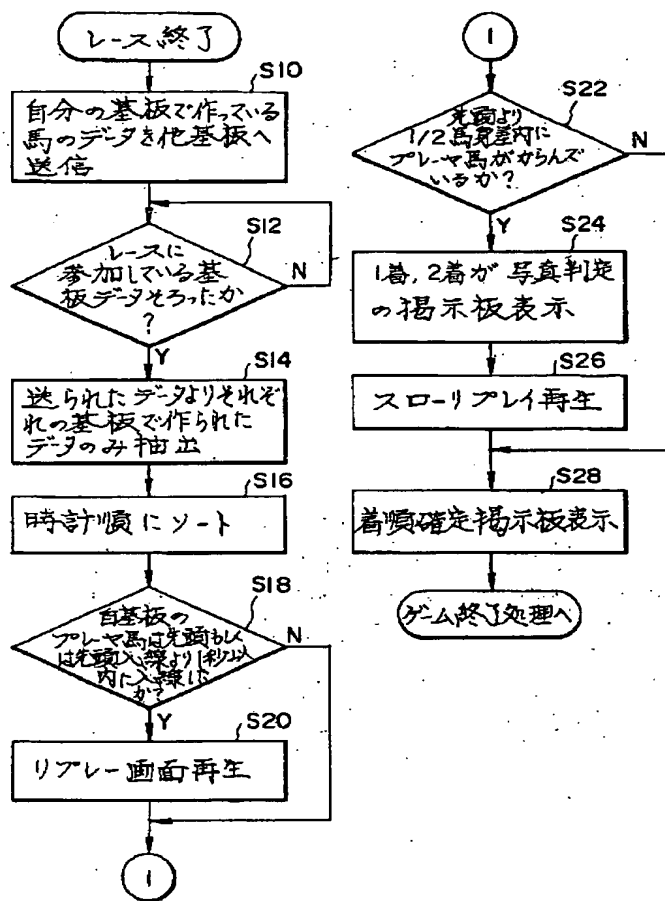 レース終了
S10
自分の基板で作っている
馬のデータを他基板へ
送信
S12
レースに
参加している基
板データそろったか
?
N
Y
S14
送られたデータよりそれぞ
れの基板で作られた
データのみ抽出
S16
時計順にソート
S18
自基板の
プレーヤ馬は先頭もしく
は先頭入線より1秒以
内に入線した
か?
N
Y
S20
リプレー画面再生
1
1
S22
先頭より
1/2馬身差内に
プレーヤ馬がからんで
いるか?
N
Y
S24
1着,2着が写真判定
の掲示板表示
S26
スローリプレイ再生
S28
着順確定掲示板表示
ゲーム終了処理へ